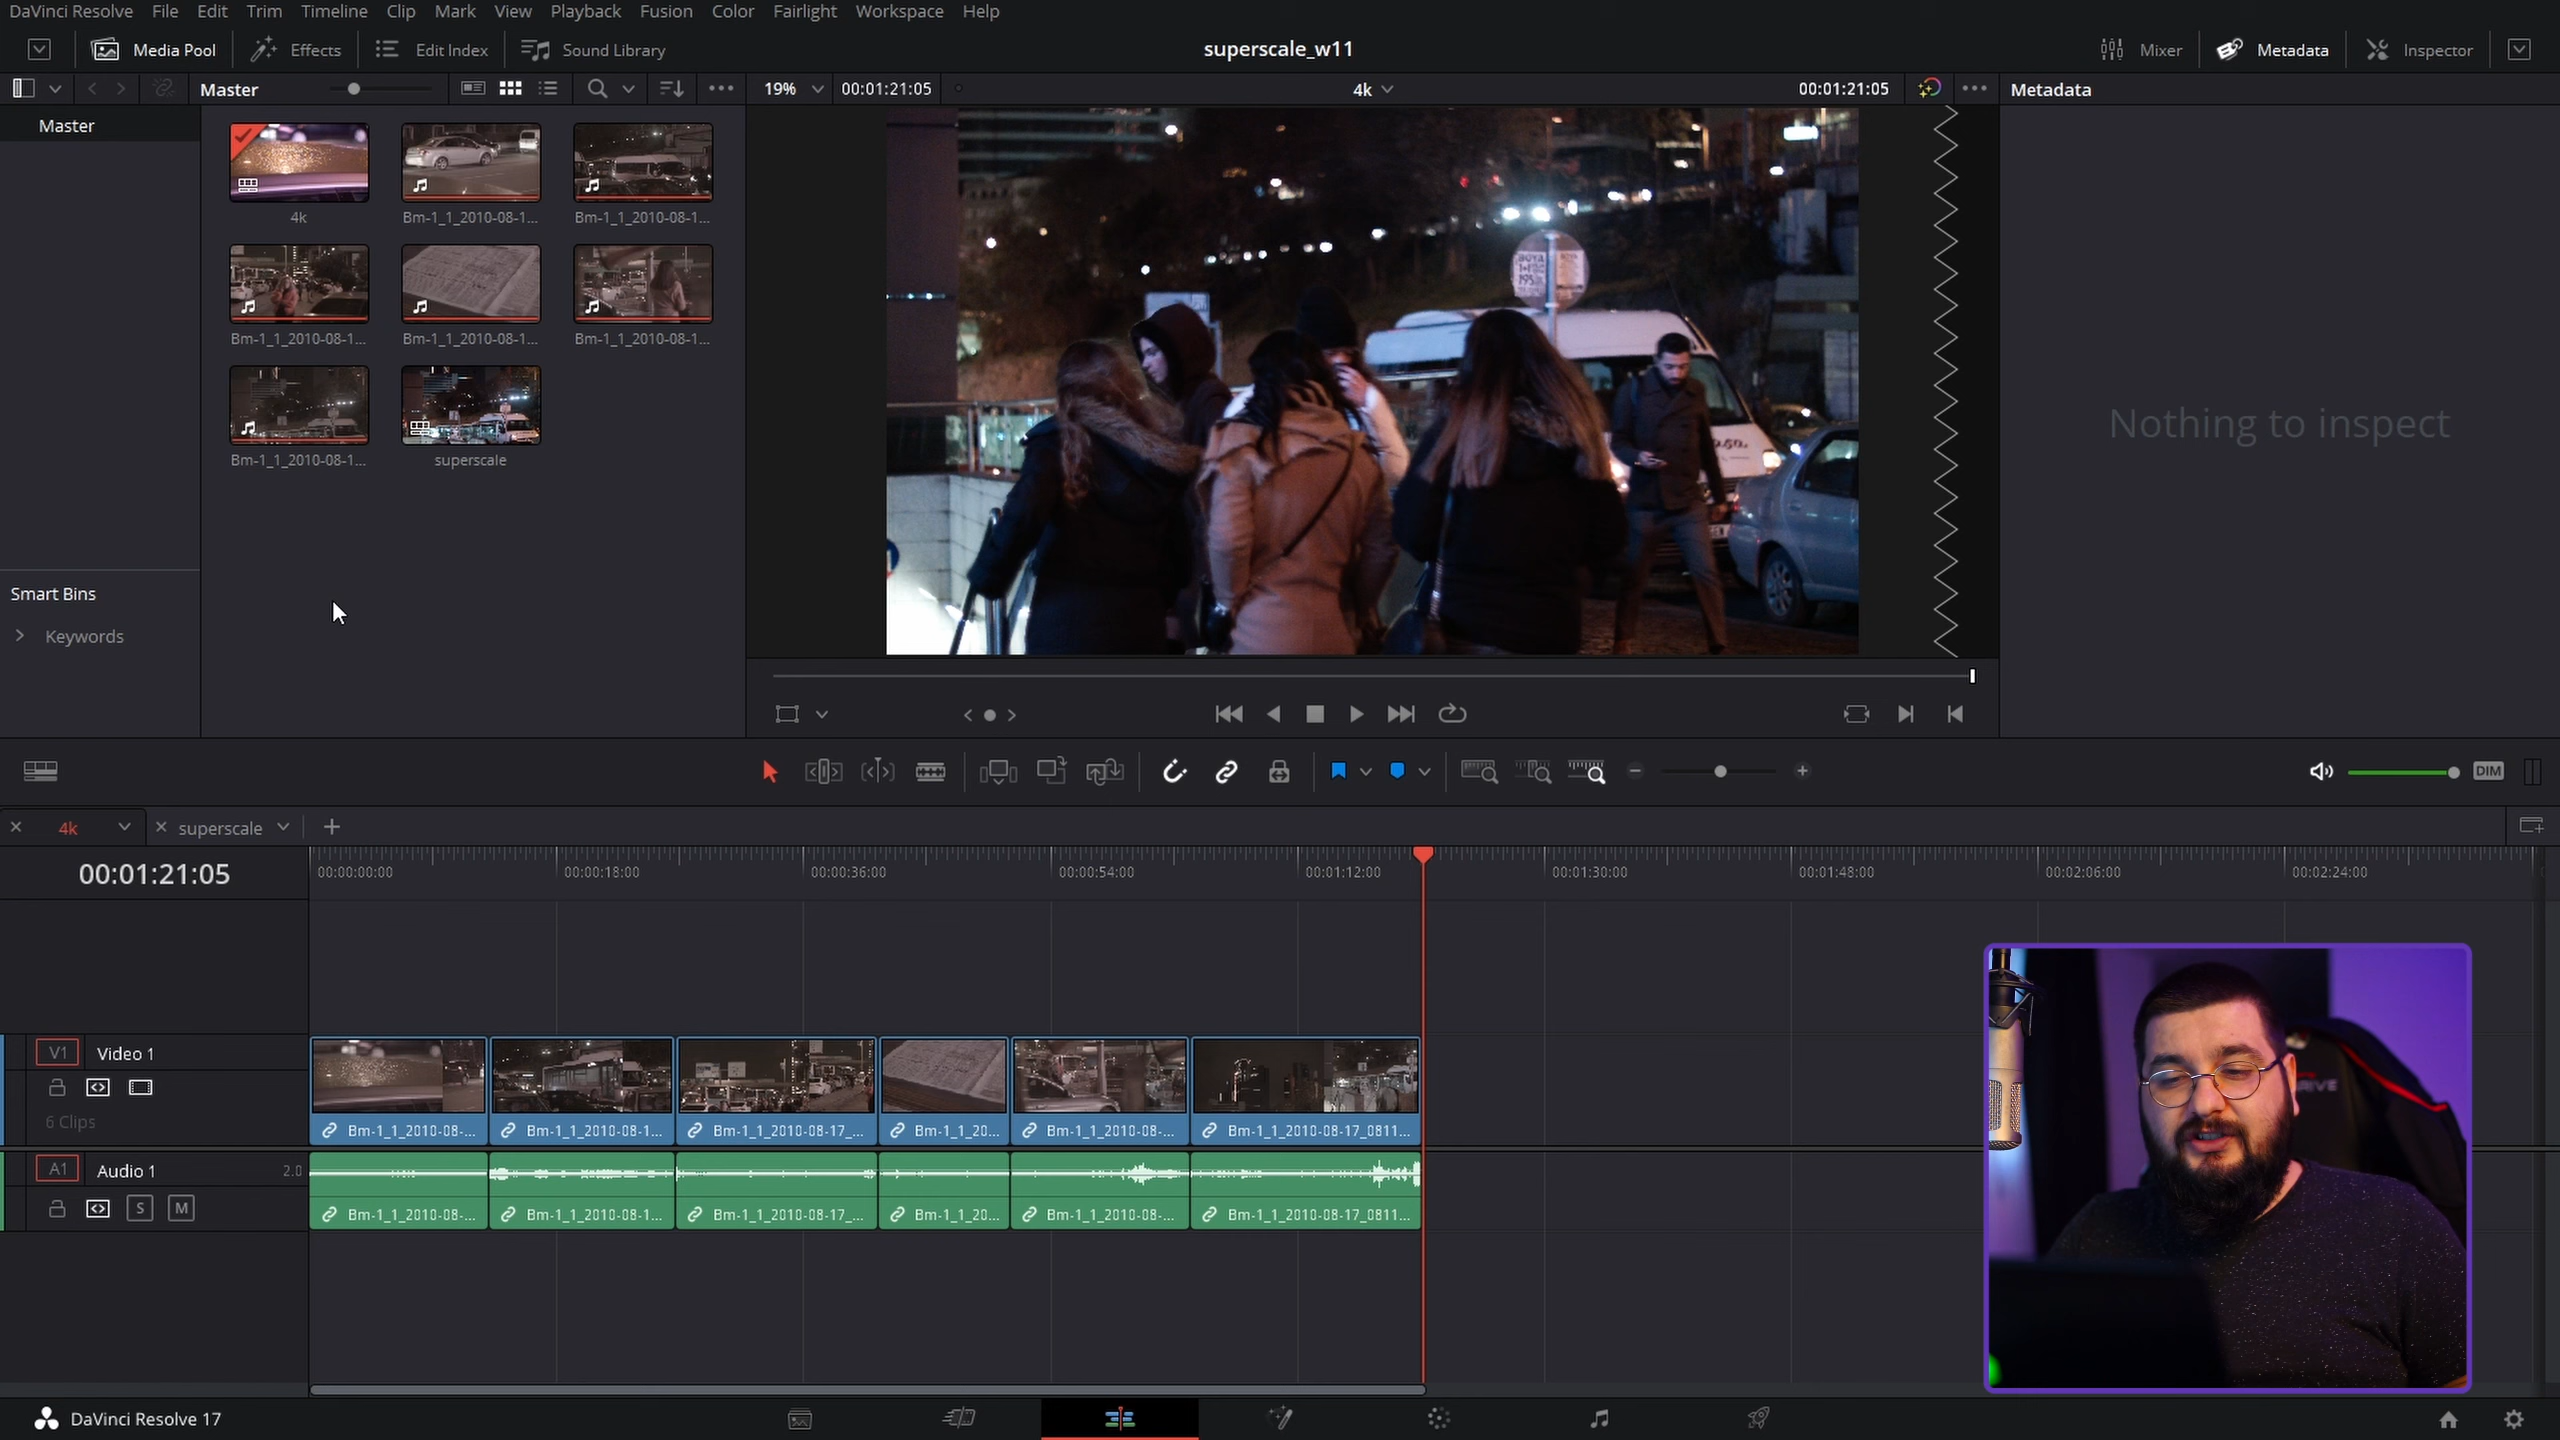 DaVinci Resolve File Edit Trim Timeline Clip Mark View Playback Fusion Color Fairlight Workspace Help
Media Pool Effects Edit Index Sound Library superscale_w11 Mixer Metadata Inspector
Master 19% 00:01:21:05 4k 00:01:21:05 Metadata
Master
4k Bm-1_1_2010-08-1... Bm-1_1_2010-08-1...
Bm-1_1_2010-08-1... Bm-1_1_2010-08-1... Bm-1_1_2010-08-1...
Bm-1_1_2010-08-1... superscale
BOYA
1+1
195
Nothing to inspect
Smart Bins
Keywords
DIM
4k superscale
00:01:21:05
00:00:00:00 00:00:18:00 00:00:36:00 00:00:54:00 00:01:12:00 00:01:30:00 00:01:48:00 00:02:06:00 00:02:24:00
V1 Video 1
6 Clips
Bm-1_1_2010-08-... Bm-1_1_2010-08-1... Bm-1_1_2010-08-17_... Bm-1_1_20... Bm-1_1_2010-08-... Bm-1_1_2010-08-17_0811...
A1 Audio 1 2.0
S M
Bm-1_1_2010-08-... Bm-1_1_2010-08-1... Bm-1_1_2010-08-17_... Bm-1_1_20... Bm-1_1_2010-08-... Bm-1_1_2010-08-17_0811...
DaVinci Resolve 17